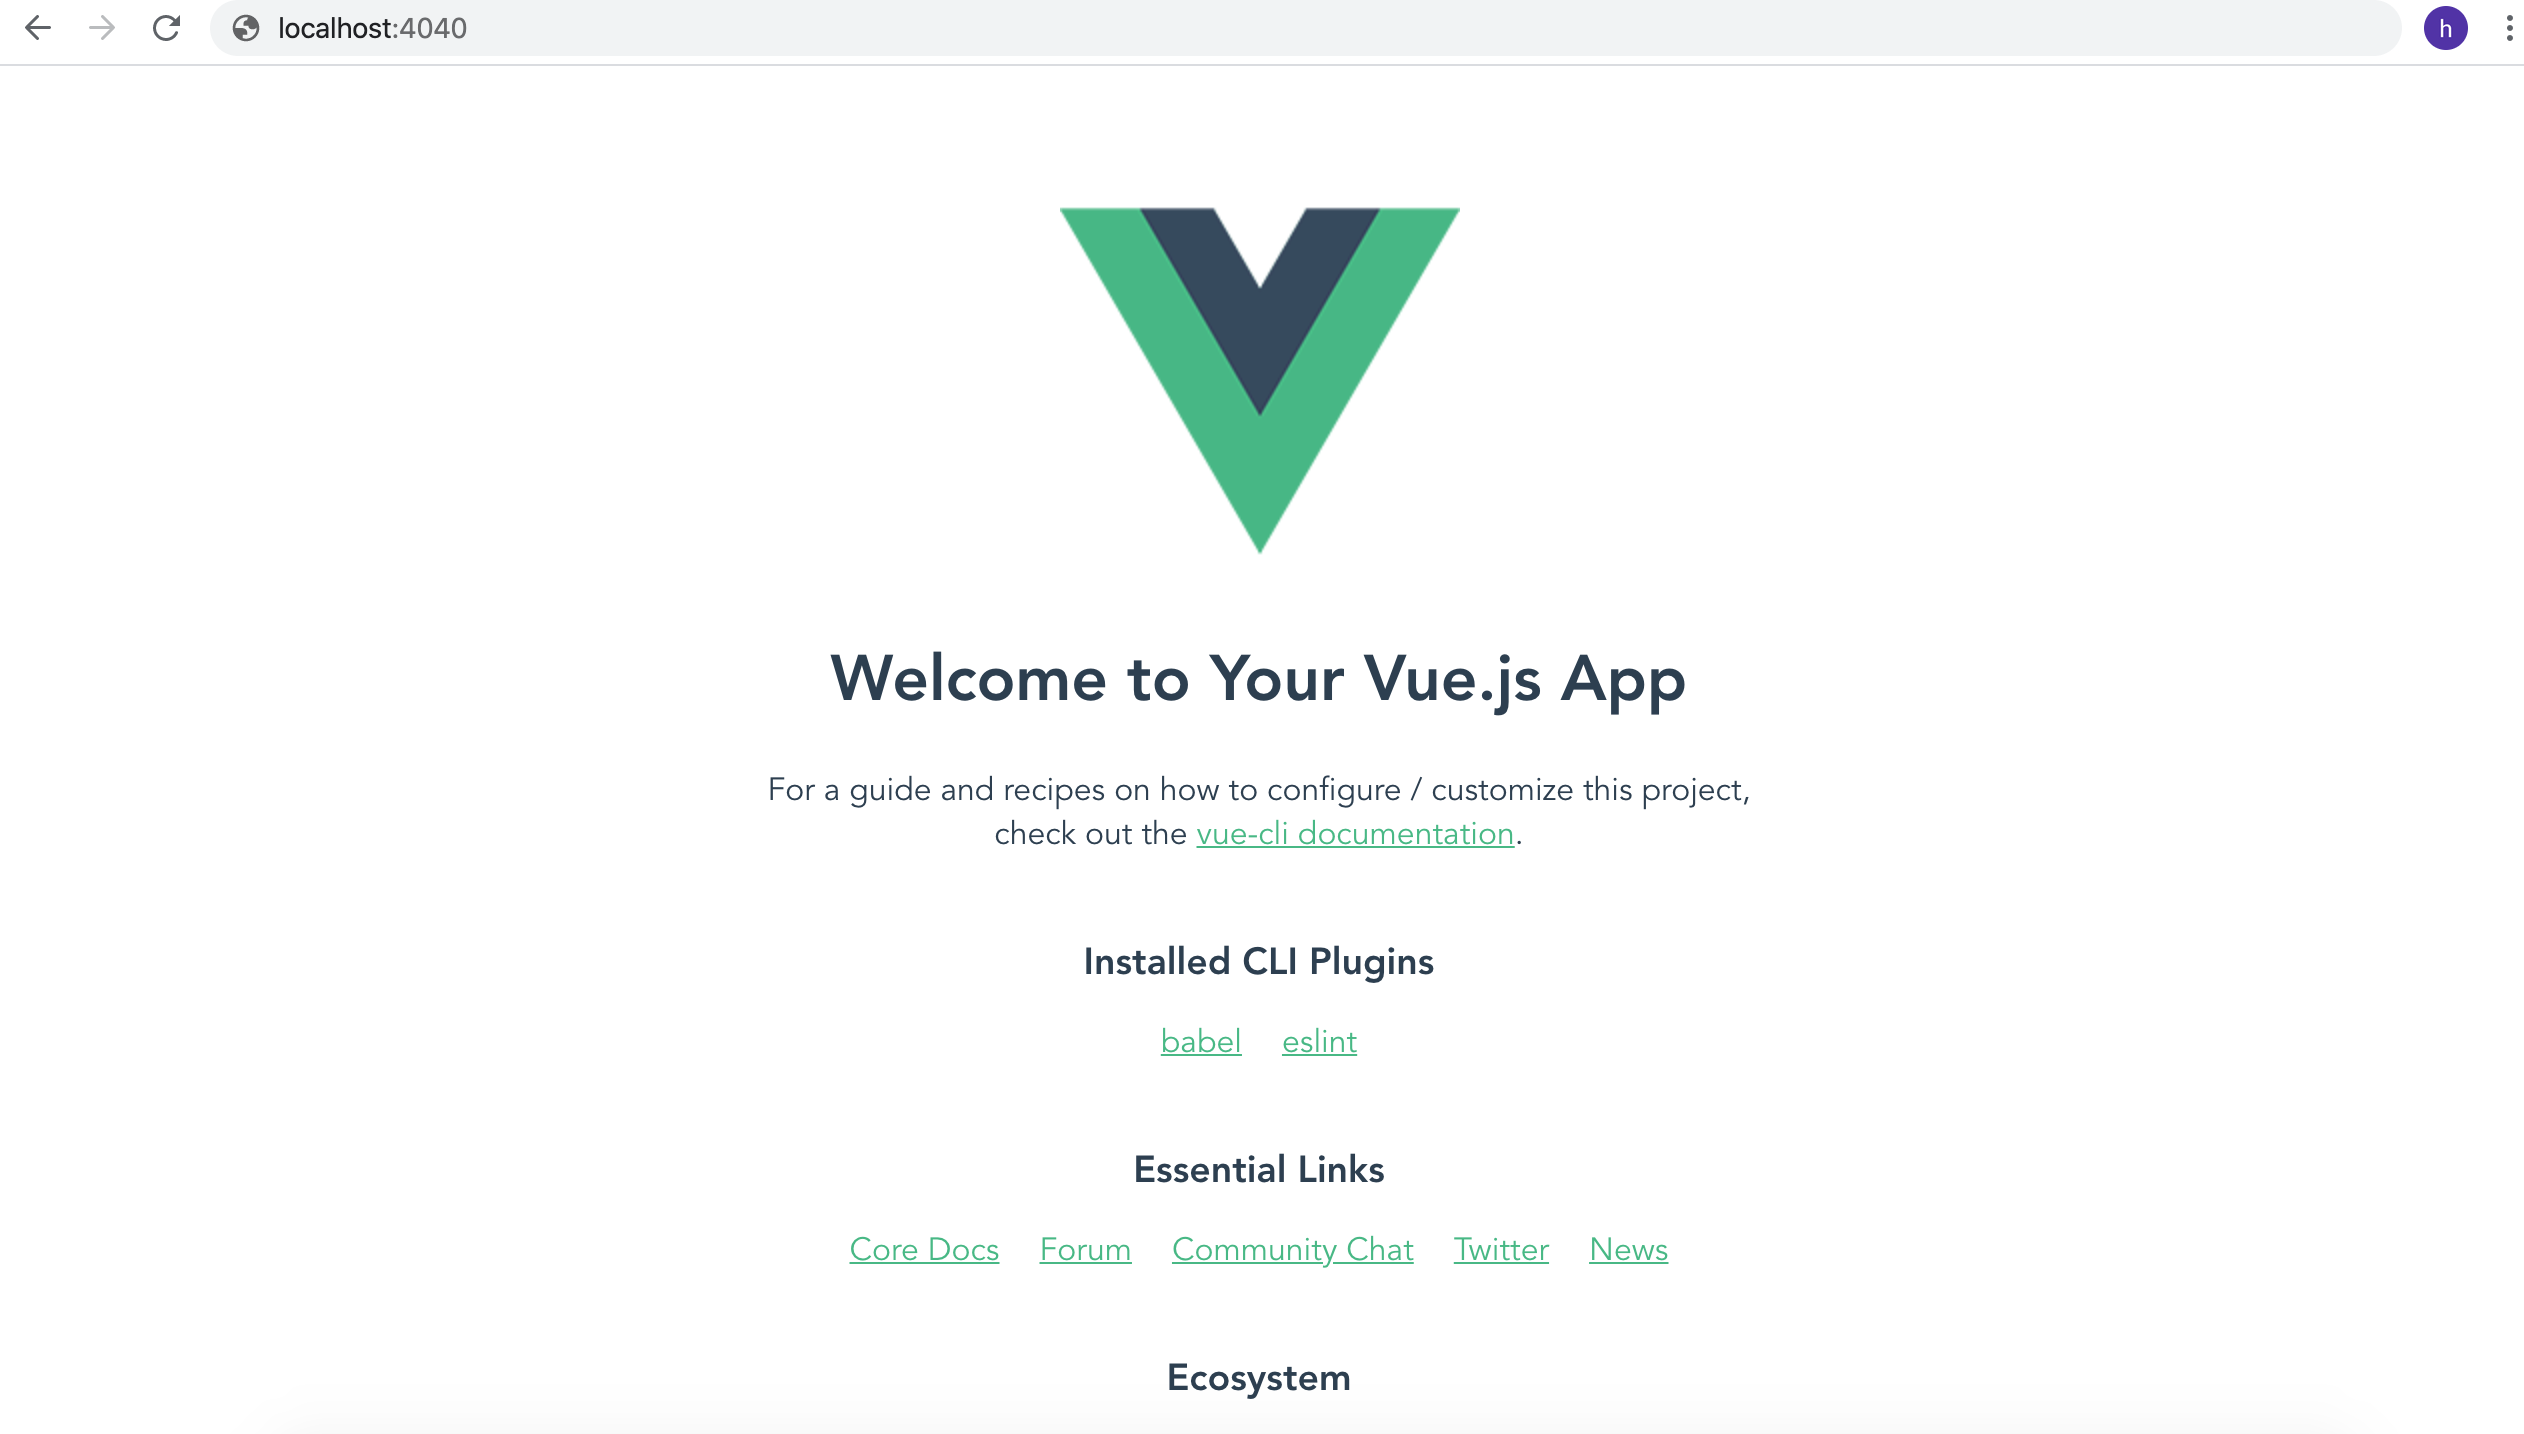 localhost:4040
h
Welcome to Your Vue.js App
For a guide and recipes on how to configure / customize this project,
check out the vue-cli documentation.
Installed CLI Plugins
babel eslint
Essential Links
Core Docs Forum Community Chat Twitter News
Ecosystem